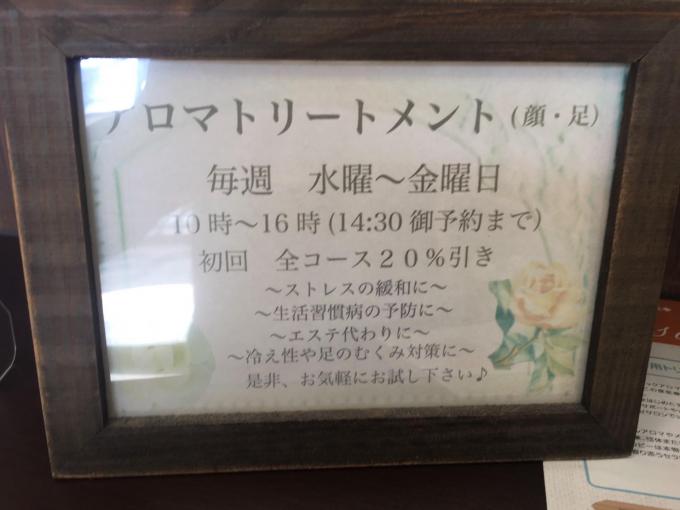 アロマトリートメント (顔・足)
毎週　水曜～金曜日
10時～16時 (14:30 御予約まで)
初回　全コース２０％引き
～ストレスの緩和に～
～生活習慣病の予防に～
～エステ代わりに～
～冷え性や足のむくみ対策に～
是非、お気軽にお試し下さい♪